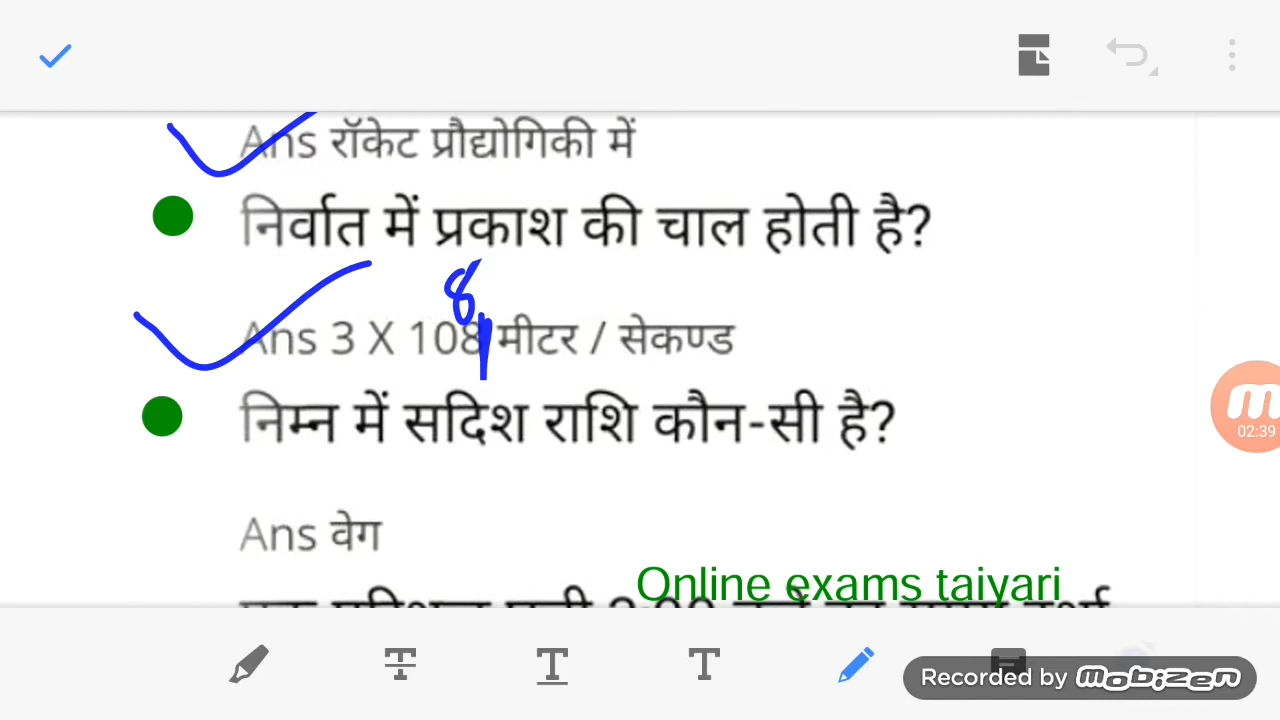 Ans रॉकेट प्रौद्योगिकी में
निर्वात में प्रकाश की चाल होती है?
8
Ans 3 X 108 मीटर / सेकण्ड
निम्न में सदिश राशि कौन-सी है?
02:39
Ans वेग
Online exams taiyari
Recorded by mobizen